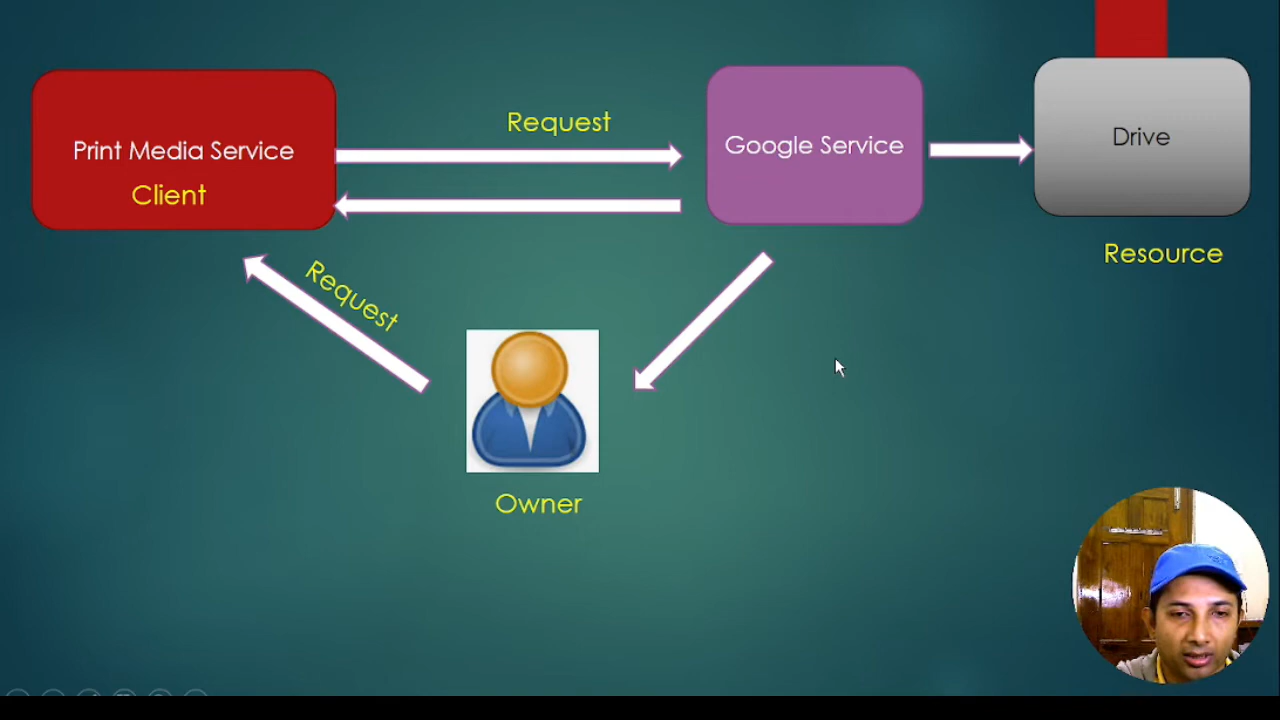 Request
Print Media Service
Client
Google Service
Drive
Resource
Request
Owner